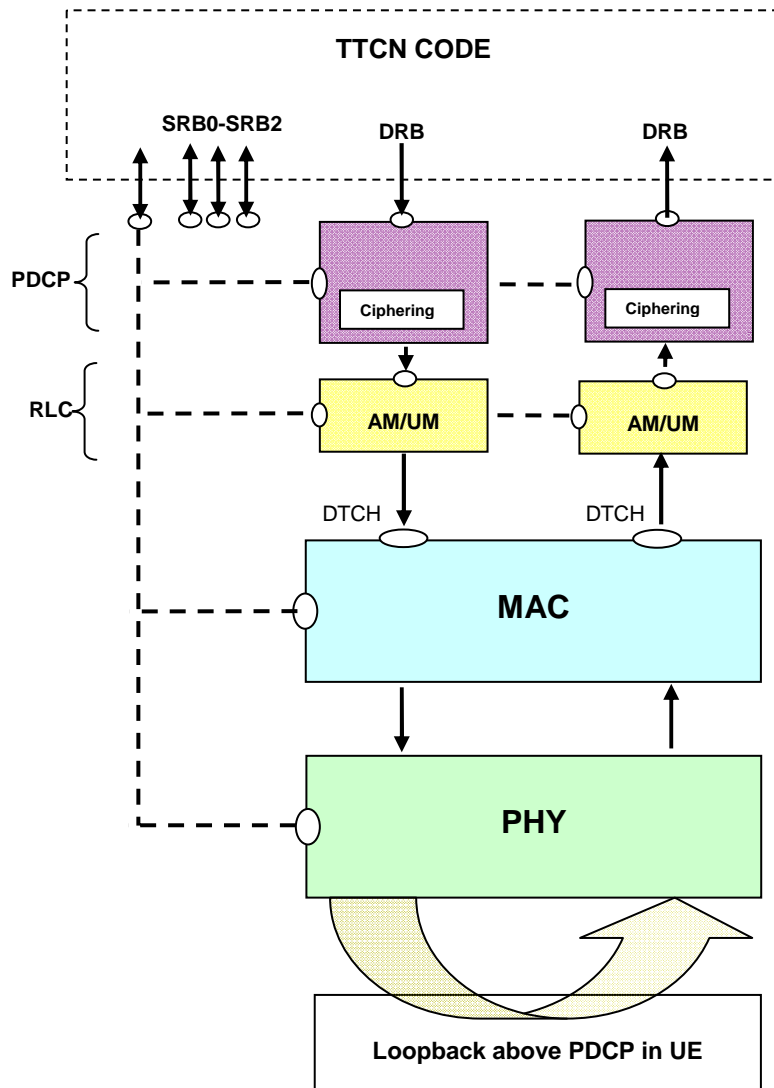 TTCN CODE
SRB0-SRB2
DRB
DRB
PDCP
Ciphering
Ciphering
RLC
AM/UM
AM/UM
DTCH
DTCH
MAC
PHY
Loopback above PDCP in UE